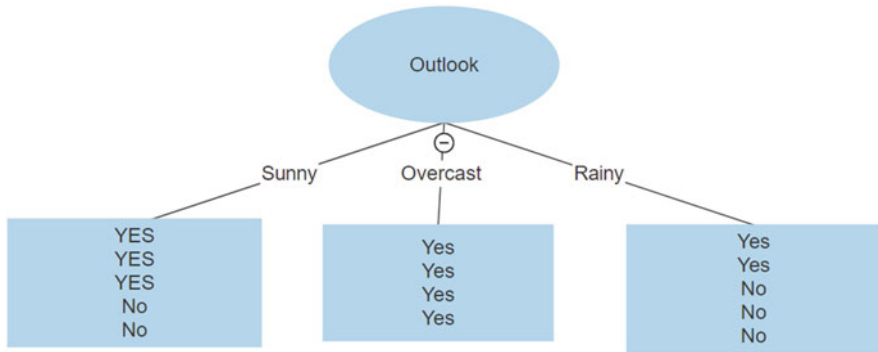 Outlook
Sunny
Overcast
Rainy
YES
YES
YES
No
No
Yes
Yes
Yes
Yes
Yes
Yes
No
No
No